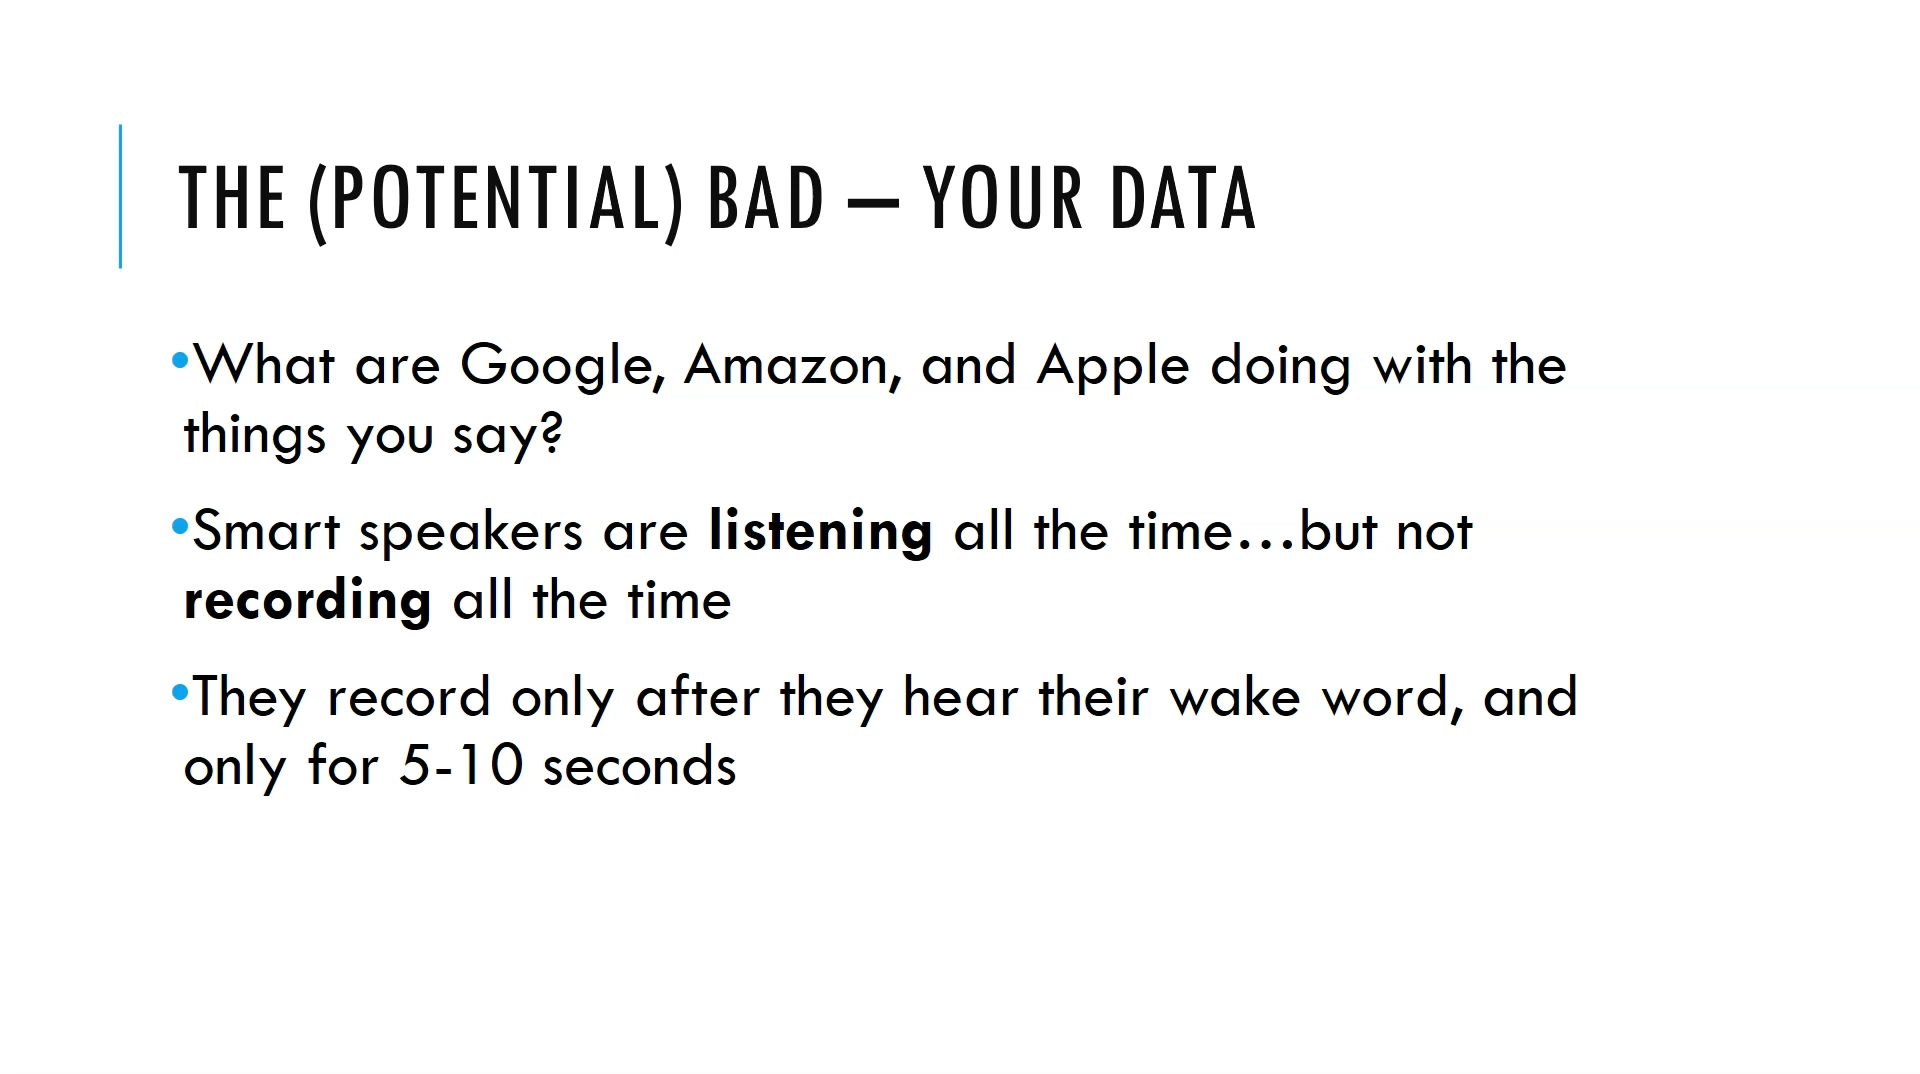 THE (POTENTIAL) BAD – YOUR DATA
•What are Google, Amazon, and Apple doing with the
things you say?
•Smart speakers are listening all the time…but not
recording all the time
•They record only after they hear their wake word, and
only for 5-10 seconds